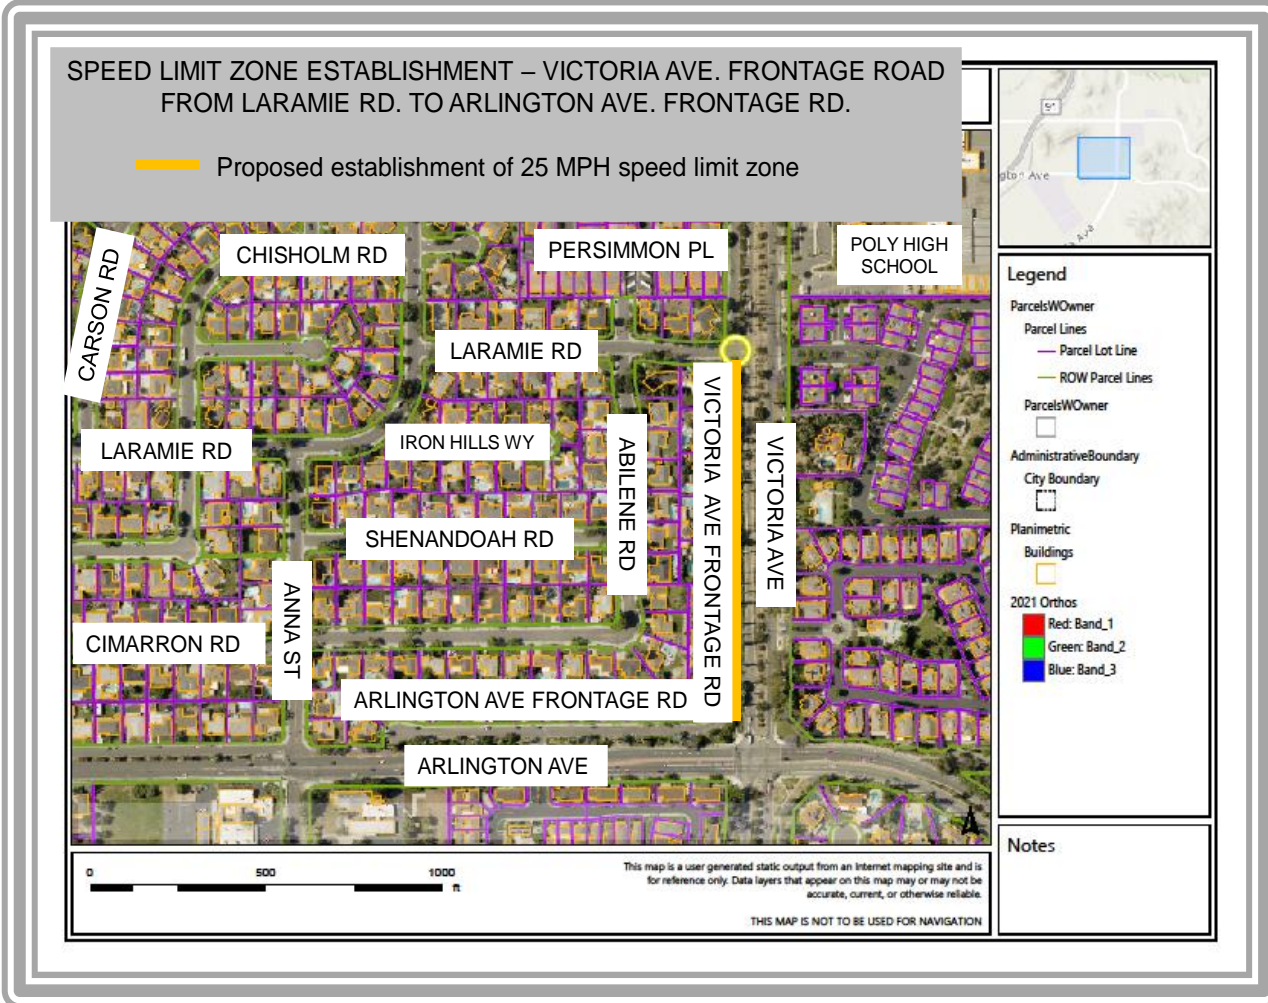 SPEED LIMIT ZONE ESTABLISHMENT – VICTORIA AVE. FRONTAGE ROAD
FROM LARAMIE RD. TO ARLINGTON AVE. FRONTAGE RD.
Proposed establishment of 25 MPH speed limit zone
91
gton Ave
Ave
CARSON RD
CHISHOLM RD
PERSIMMON PL
POLY HIGH
SCHOOL
LARAMIE RD
LARAMIE RD
IRON HILLS WY
ABILENE RD
VICTORIA AVE FRONTAGE RD
VICTORIA AVE
SHENANDOAH RD
ANNA ST
CIMARRON RD
ARLINGTON AVE FRONTAGE RD
ARLINGTON AVE
Legend
ParcelsWOwner
Parcel Lines
Parcel Lot Line
ROW Parcel Lines
ParcelsWOwner
AdministrativeBoundary
City Boundary
Planimetric
Buildings
2021 Orthos
Red: Band_1
Green: Band_2
Blue: Band_3
Notes
0 500 1000
ft
This map is a user generated static output from an Internet mapping site and is
for reference only. Data layers that appear on this map may or may not be
accurate, current, or otherwise reliable.
THIS MAP IS NOT TO BE USED FOR NAVIGATION